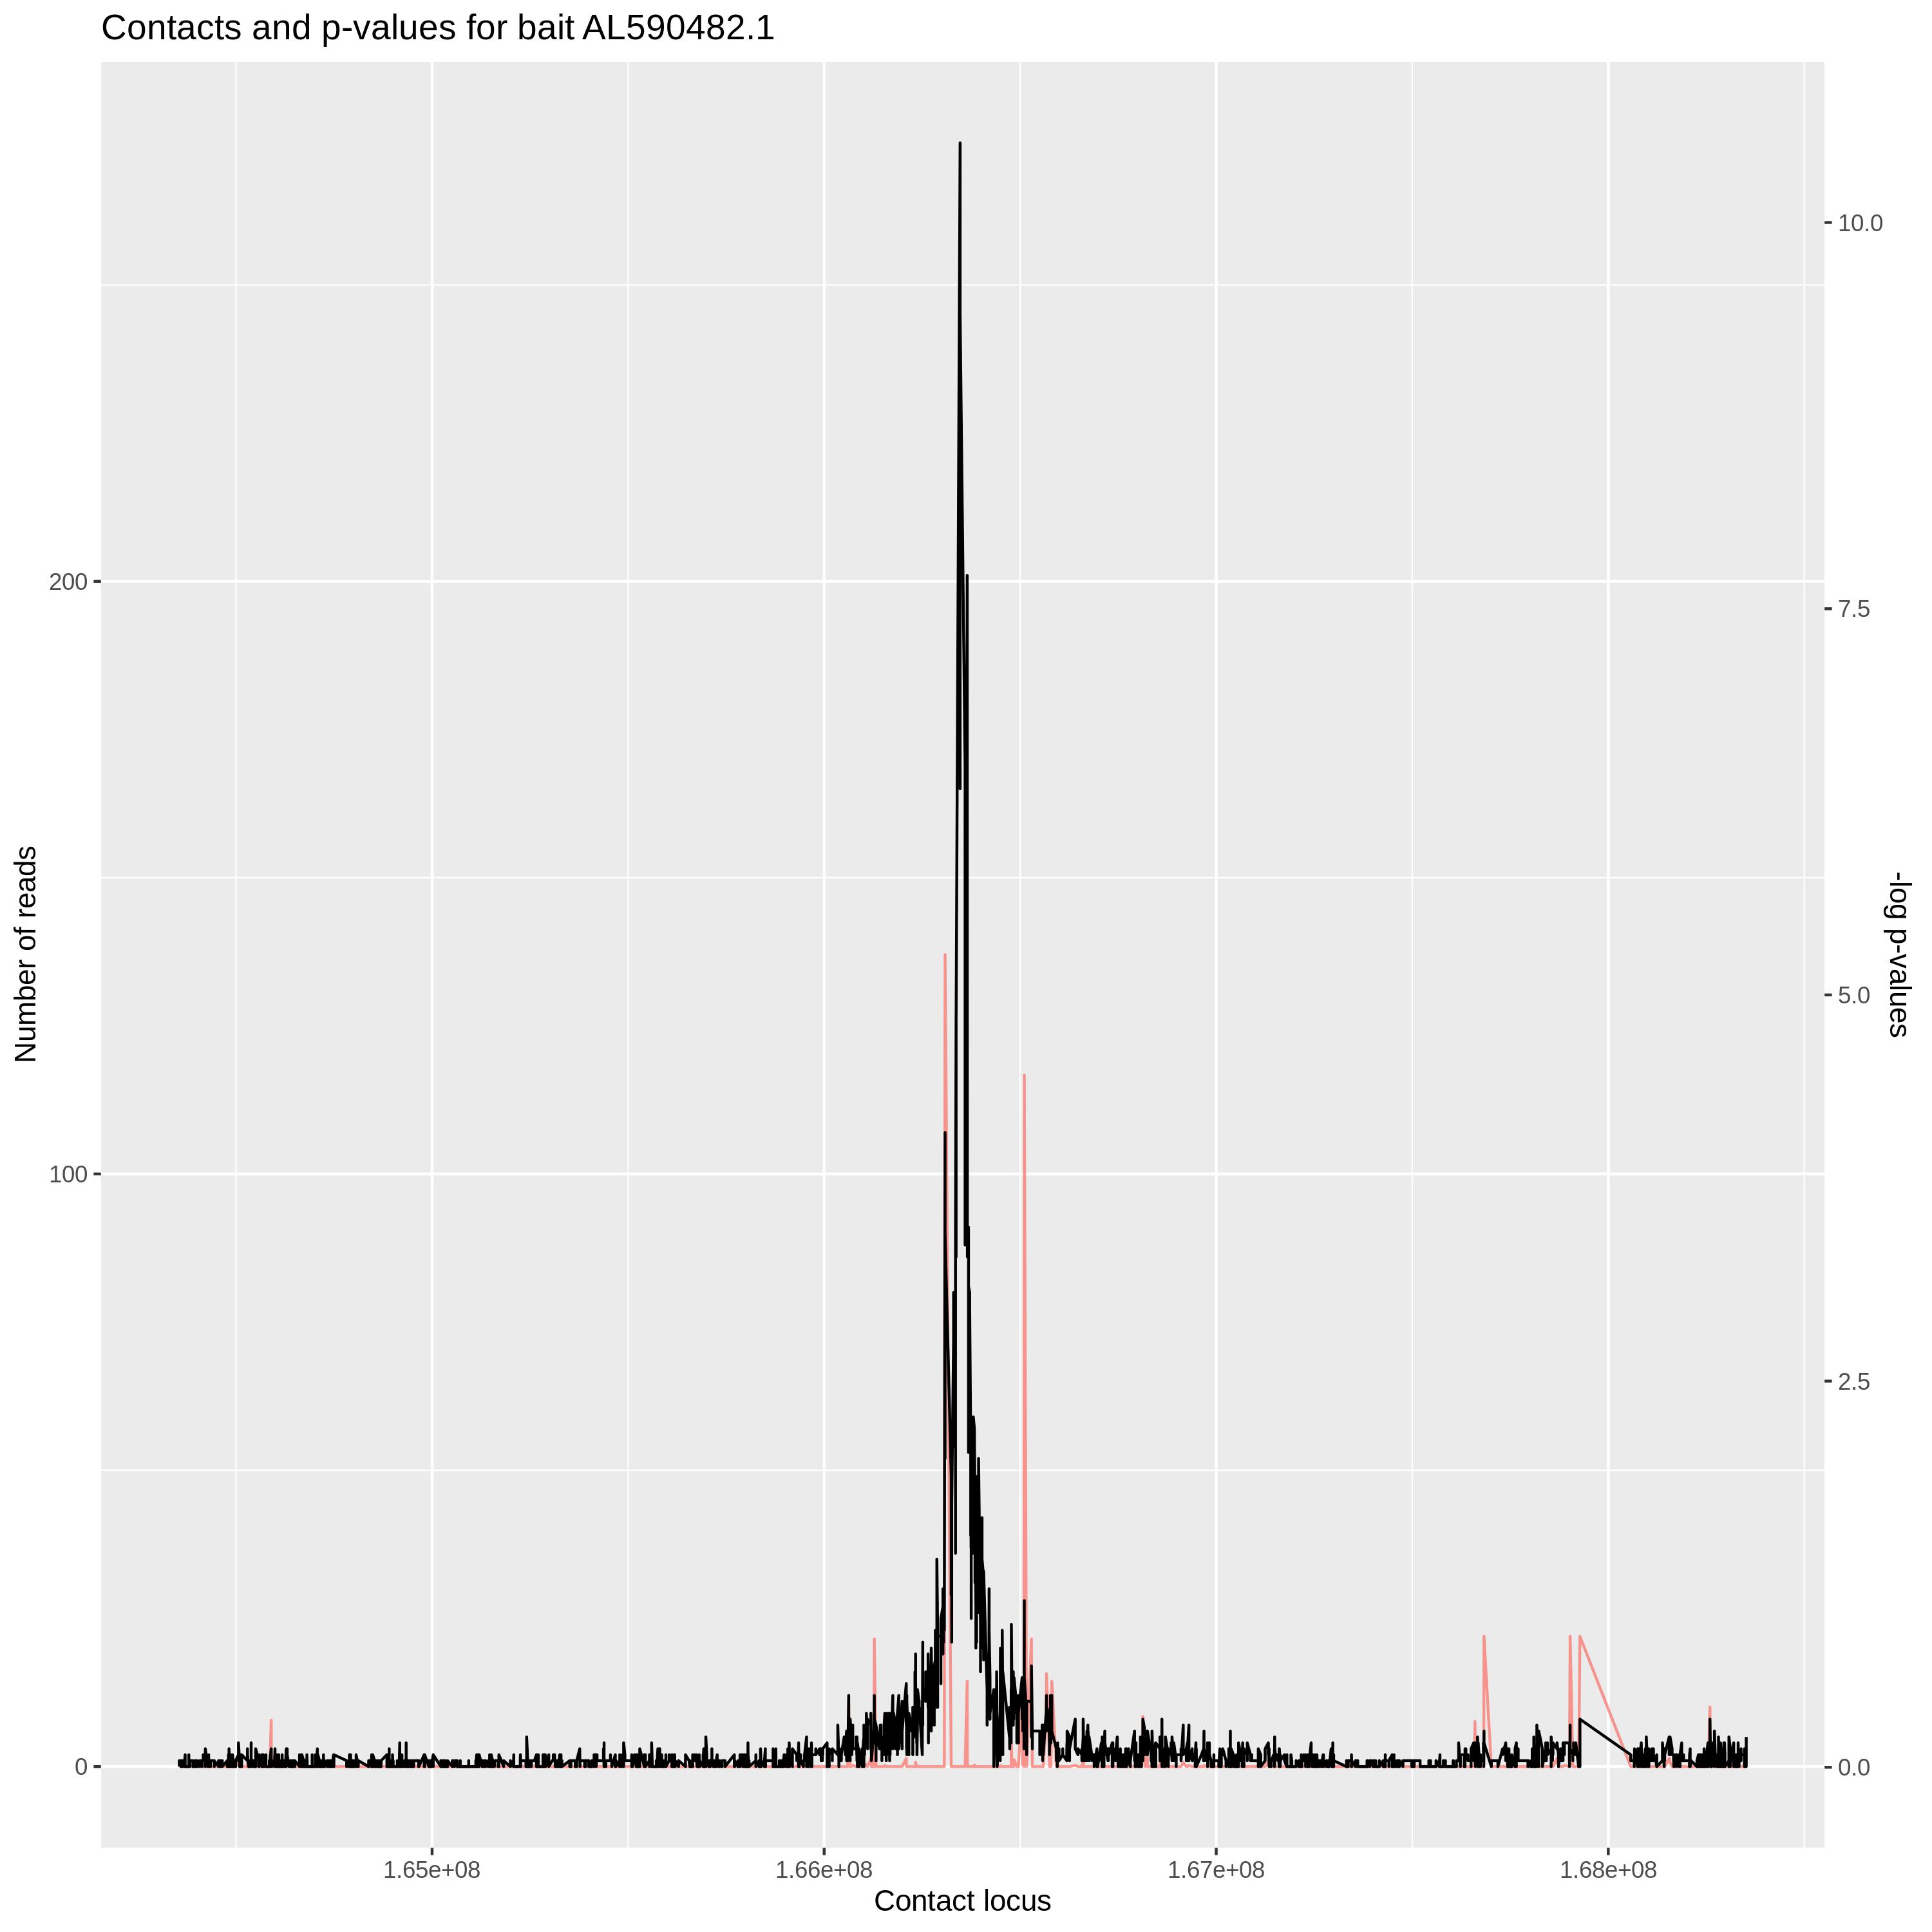 Contacts and p-values for bait AL590482.1
Number of reads
200
100
0
10.0
7.5
5.0
2.5
0.0
-log p-values
1.65e+08
1.66e+08
1.67e+08
1.68e+08
Contact locus